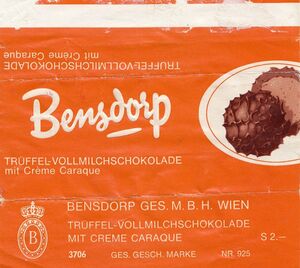 TRÜFFEL-VOLLMILCHSCHOKOLADE
mit Crème Caraque
Bensdorp
TRÜFFEL-VOLLMILCHSCHOKOLADE
mit Crème Caraque
BENSDORP GES. M. B. H. WIEN
TRÜFFEL-VOLLMILCHSCHOKOLADE
MIT CREME CARAQUE S 2.—
B
3706 GES. GESCH. MARKE NR 925